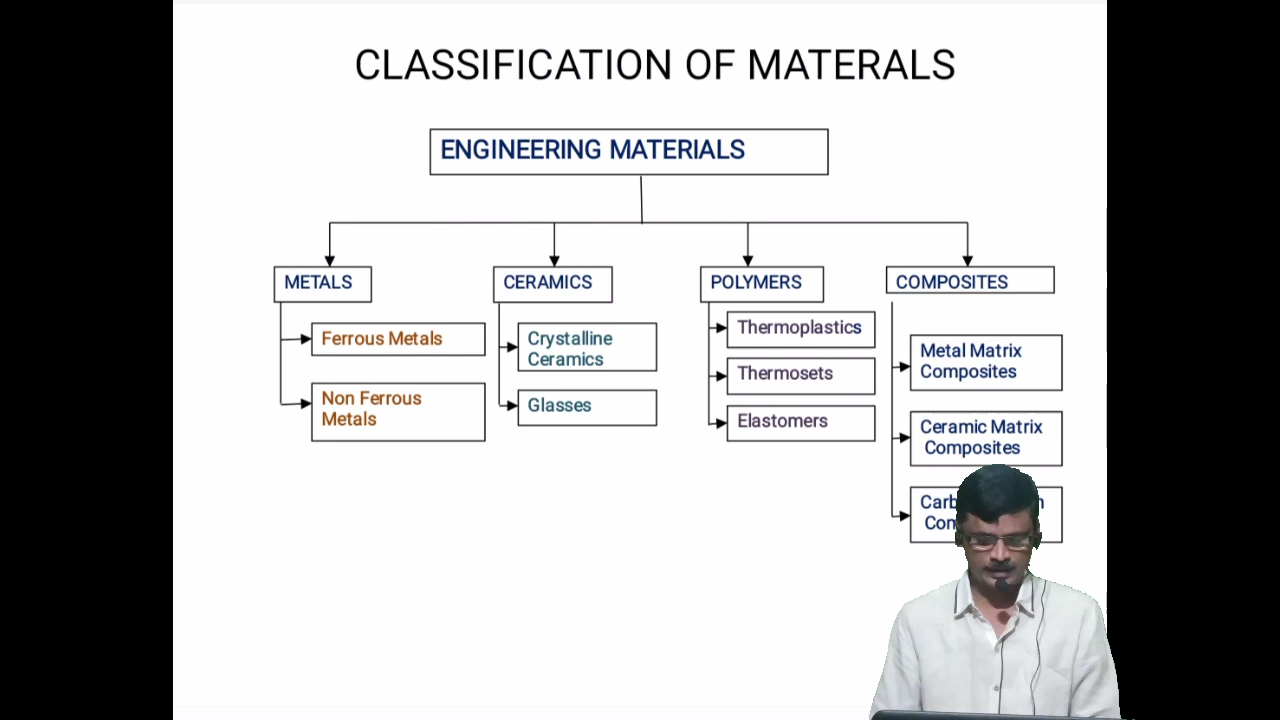 CLASSIFICATION OF MATERALS
ENGINEERING MATERIALS
METALS
CERAMICS
POLYMERS
COMPOSITES
Ferrous Metals
Non Ferrous
Metals
Crystalline
Ceramics
Glasses
Thermoplastics
Thermosets
Elastomers
Metal Matrix
Composites
Ceramic Matrix
Composites